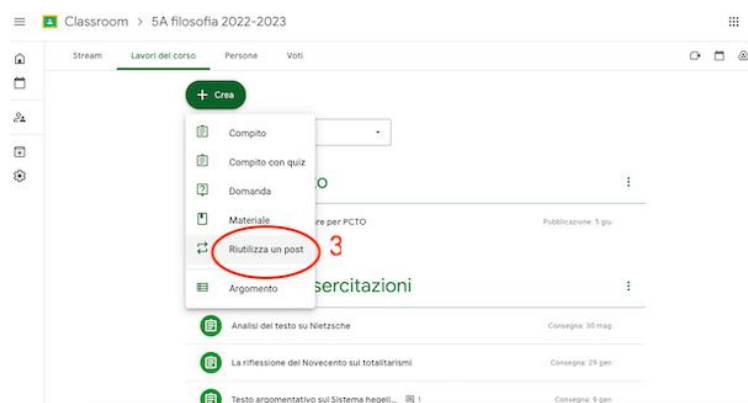 Classroom > 5A filosofia 2022-2023
Stream Lavori del corso Persone Voti
+ Crea
Compito
Compito con quiz
Domanda
o
Materiale
re per PCTO
Pubblicazione: 5 giu
Riutilizza un post
3
Argomento
sercitazioni
Analisi del testo su Nietzsche
Consegna: 30 mag
La riflessione del Novecento sui totalitarismi
Consegna: 29 gen
Testo argomentativo sul Sistema hegeli... 1
Consegna: 9 gen